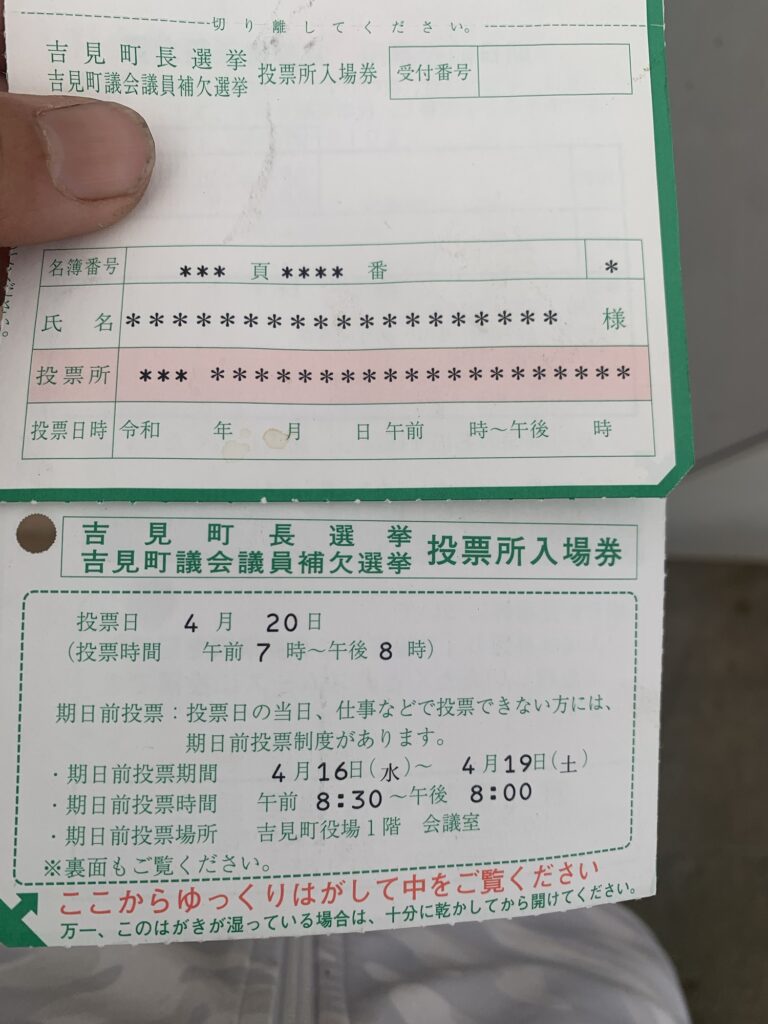 切り離してください。
吉見町長選挙
吉見町議会議員補欠選挙 投票所入場券 受付番号
名簿番号 *** 頁 **** 番 *
氏名 ******************* 様
投票所 *** ********************
投票日時 令和 年 月 日 午前 時～午後 時
吉見町長選挙
吉見町議会議員補欠選挙 投票所入場券
投票日 4月 20日
(投票時間 午前 7 時～午後 8 時)
期日前投票：投票日の当日、仕事などで投票できない方には、
期日前投票制度があります。
・期日前投票期間 4月16日(水)～ 4月19日(土)
・期日前投票時間 午前 8:30～午後 8:00
・期日前投票場所 吉見町役場1階 会議室
※裏面もご覧ください。
ここからゆっくりはがして中をご覧ください
万一、このはがきが湿っている場合は、十分に乾かしてから開けてください。